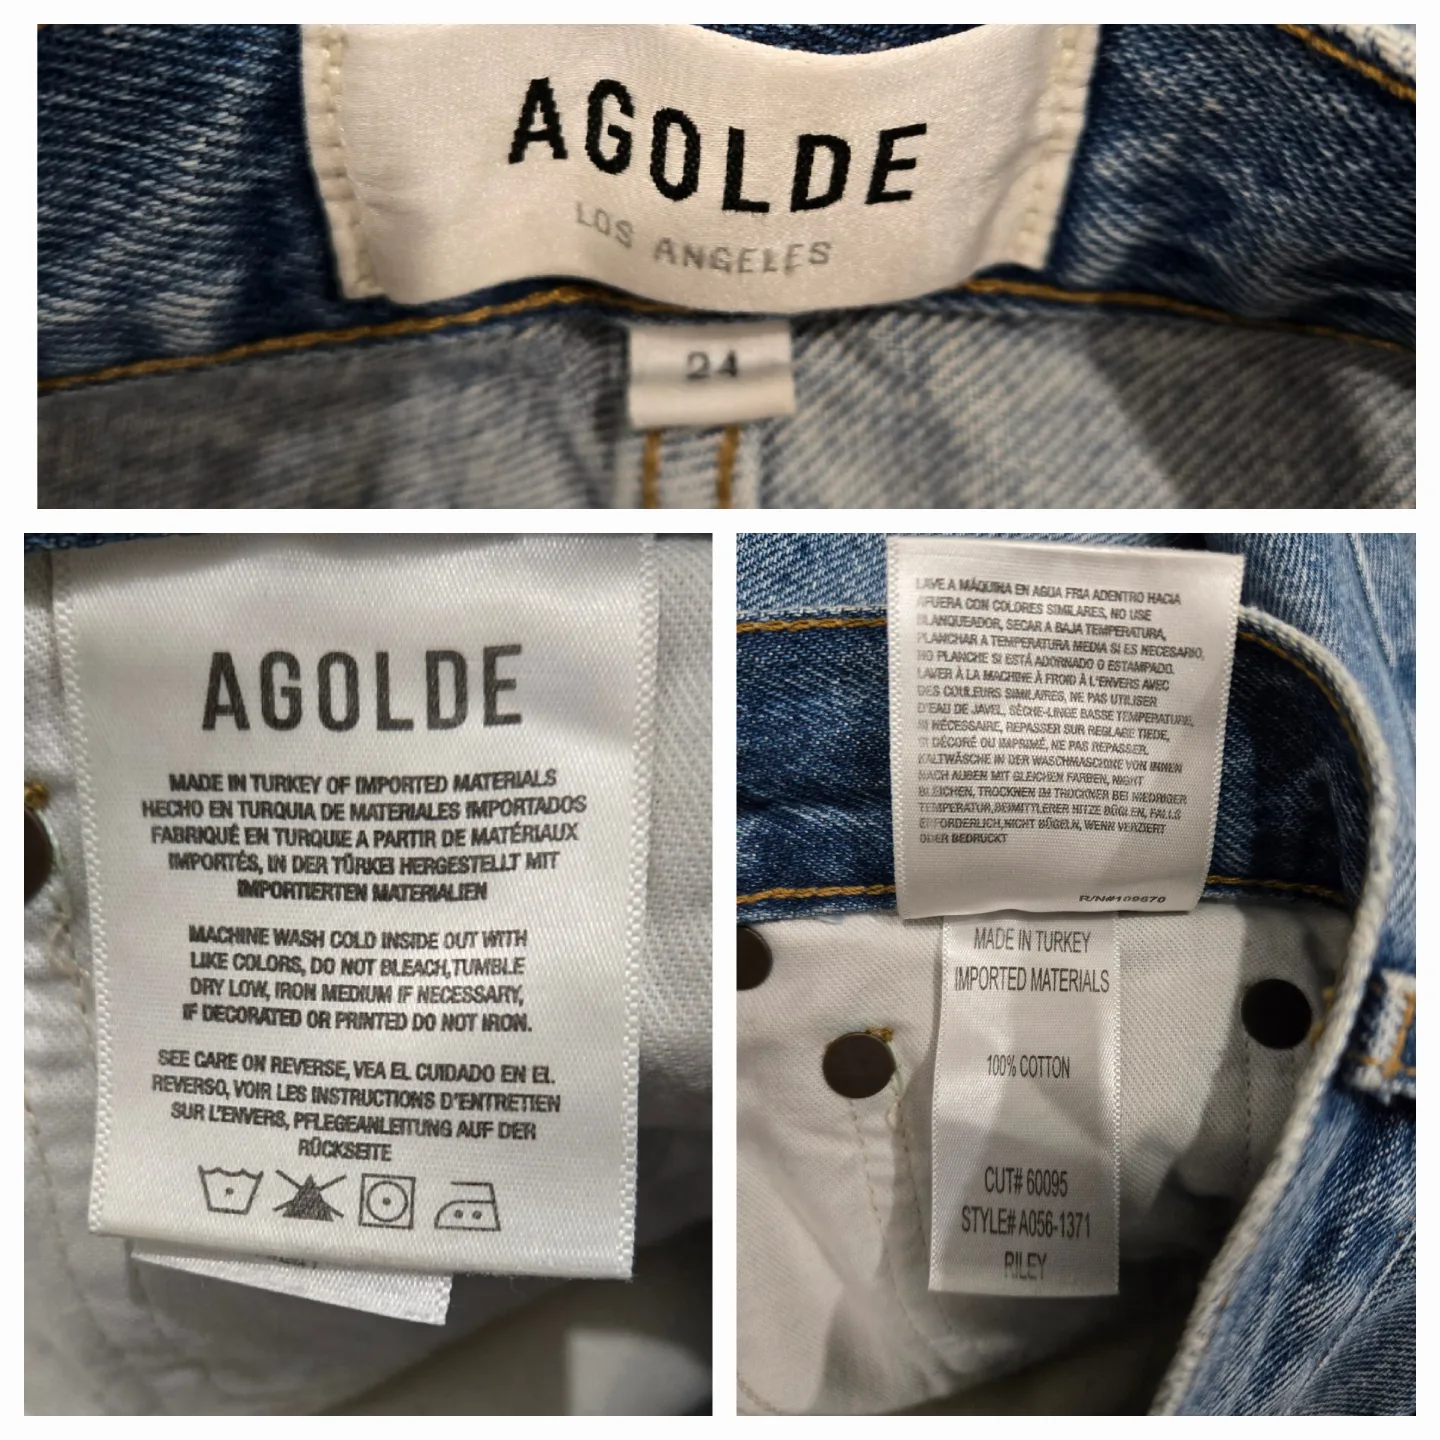 AGOLDE
LOS ANGELES
24
AGOLDE
MADE IN TURKEY OF IMPORTED MATERIALS
HECHO EN TURQUIA DE MATERIALES IMPORTADOS
FABRIQUÉ EN TURQUIE A PARTIR DE MATÉRIAUX
IMPORTÉS, IN DER TÜRKEI HERGESTELLT MIT
IMPORTIERTEN MATERIALIEN
MACHINE WASH COLD INSIDE OUT WITH
LIKE COLORS, DO NOT BLEACH,TUMBLE
DRY LOW, IRON MEDIUM IF NECESSARY,
IF DECORATED OR PRINTED DO NOT IRON.
SEE CARE ON REVERSE, VEA EL CUIDADO EN EL
REVERSO, VOIR LES INSTRUCTIONS D'ENTRETIEN
SUR L'ENVERS, PFLEGEANLEITUNG AUF DER
RÜCKSEITE
LAVE A MÁQUINA EN AGUA FRIA ADENTRO HACIA
AFUERA CON COLORES SIMILARES, NO USE
BLANQUEADOR, SECAR A BAJA TEMPERATURA,
PLANCHAR A TEMPERATURA MEDIA SI ES NECESARIO,
NO PLANCHE SI ESTÁ ADORNADO O ESTAMPADO.
LAVER À LA MACHINE À FROID À L'ENVERS AVEC
DES COULEURS SIMILAIRES, NE PAS UTILISER
D'EAU DE JAVEL, SÈCHE-LINGE BASSE TEMPERATURE,
SI NÉCESSAIRE, REPASSER SUR REGLAGE TIEDE,
SI DÉCORÉ OU IMPRIMÉ, NE PAS REPASSER.
KALTWÄSCHE IN DER WASCHMASCHINE VON INNEN
NACH AUBEN MIT GLEICHEN FARBEN, NIGHT
BLEICHEN, TROCKNEN IM TROCKNER BEI NIEDRIGER
TEMPERATUR, HITZE BÜGLEN, FALLS
ERFORDERLICH,NICHT BÜGELN, WENN VERZIERT
ODER BEDRUCKT
R/N#109670
MADE IN TURKEY
IMPORTED MATERIALS
100% COTTON
CUT# 60095
STYLE# A056-1371
RILEY